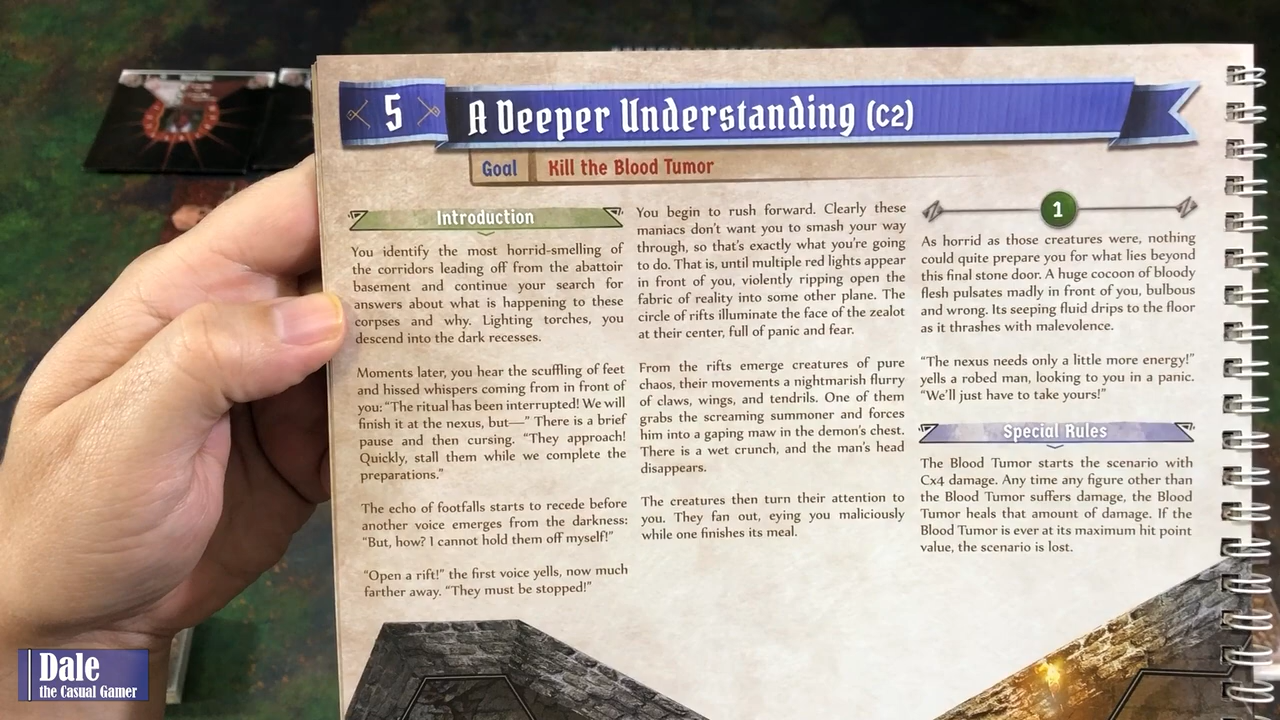 5
A Deeper Understanding (C2)
Goal
Kill the Blood Tumor
Introduction
You identify the most horrid-smelling of
the corridors leading off from the abattoir
basement and continue your search for
answers about what is happening to these
corpses and why. Lighting torches, you
descend into the dark recesses.
Moments later, you hear the scuffling of feet
and hissed whispers coming from in front of
you: “The ritual has been interrupted! We will
finish it at the nexus, but—” There is a brief
pause and then cursing. “They approach!
Quickly, stall them while we complete the
preparations.”
The echo of footfalls starts to recede before
another voice emerges from the darkness:
“But, how? I cannot hold them off myself!”
“Open a rift!” the first voice yells, now much
farther away. “They must be stopped!”
You begin to rush forward. Clearly these
maniacs don’t want you to smash your way
through, so that’s exactly what you’re going
to do. That is, until multiple red lights appear
in front of you, violently ripping open the
fabric of reality into some other plane. The
circle of rifts illuminate the face of the zealot
at their center, full of panic and fear.
From the rifts emerge creatures of pure
chaos, their movements a nightmarish flurry
of claws, wings, and tendrils. One of them
grabs the screaming summoner and forces
him into a gaping maw in the demon’s chest.
There is a wet crunch, and the man’s head
disappears.
The creatures then turn their attention to
you. They fan out, eying you maliciously
while one finishes its meal.
1
As horrid as those creatures were, nothing
could quite prepare you for what lies beyond
this final stone door. A huge cocoon of bloody
flesh pulsates madly in front of you, bulbous
and wrong. Its seeping fluid drips to the floor
as it thrashes with malevolence.
“The nexus needs only a little more energy!”
yells a robed man, looking to you in a panic.
“We’ll just have to take yours!”
Special Rules
The Blood Tumor starts the scenario with
Cx4 damage. Any time any figure other than
the Blood Tumor suffers damage, the Blood
Tumor heals that amount of damage. If the
Blood Tumor is ever at its maximum hit point
value, the scenario is lost.
Dale
the Casual Gamer